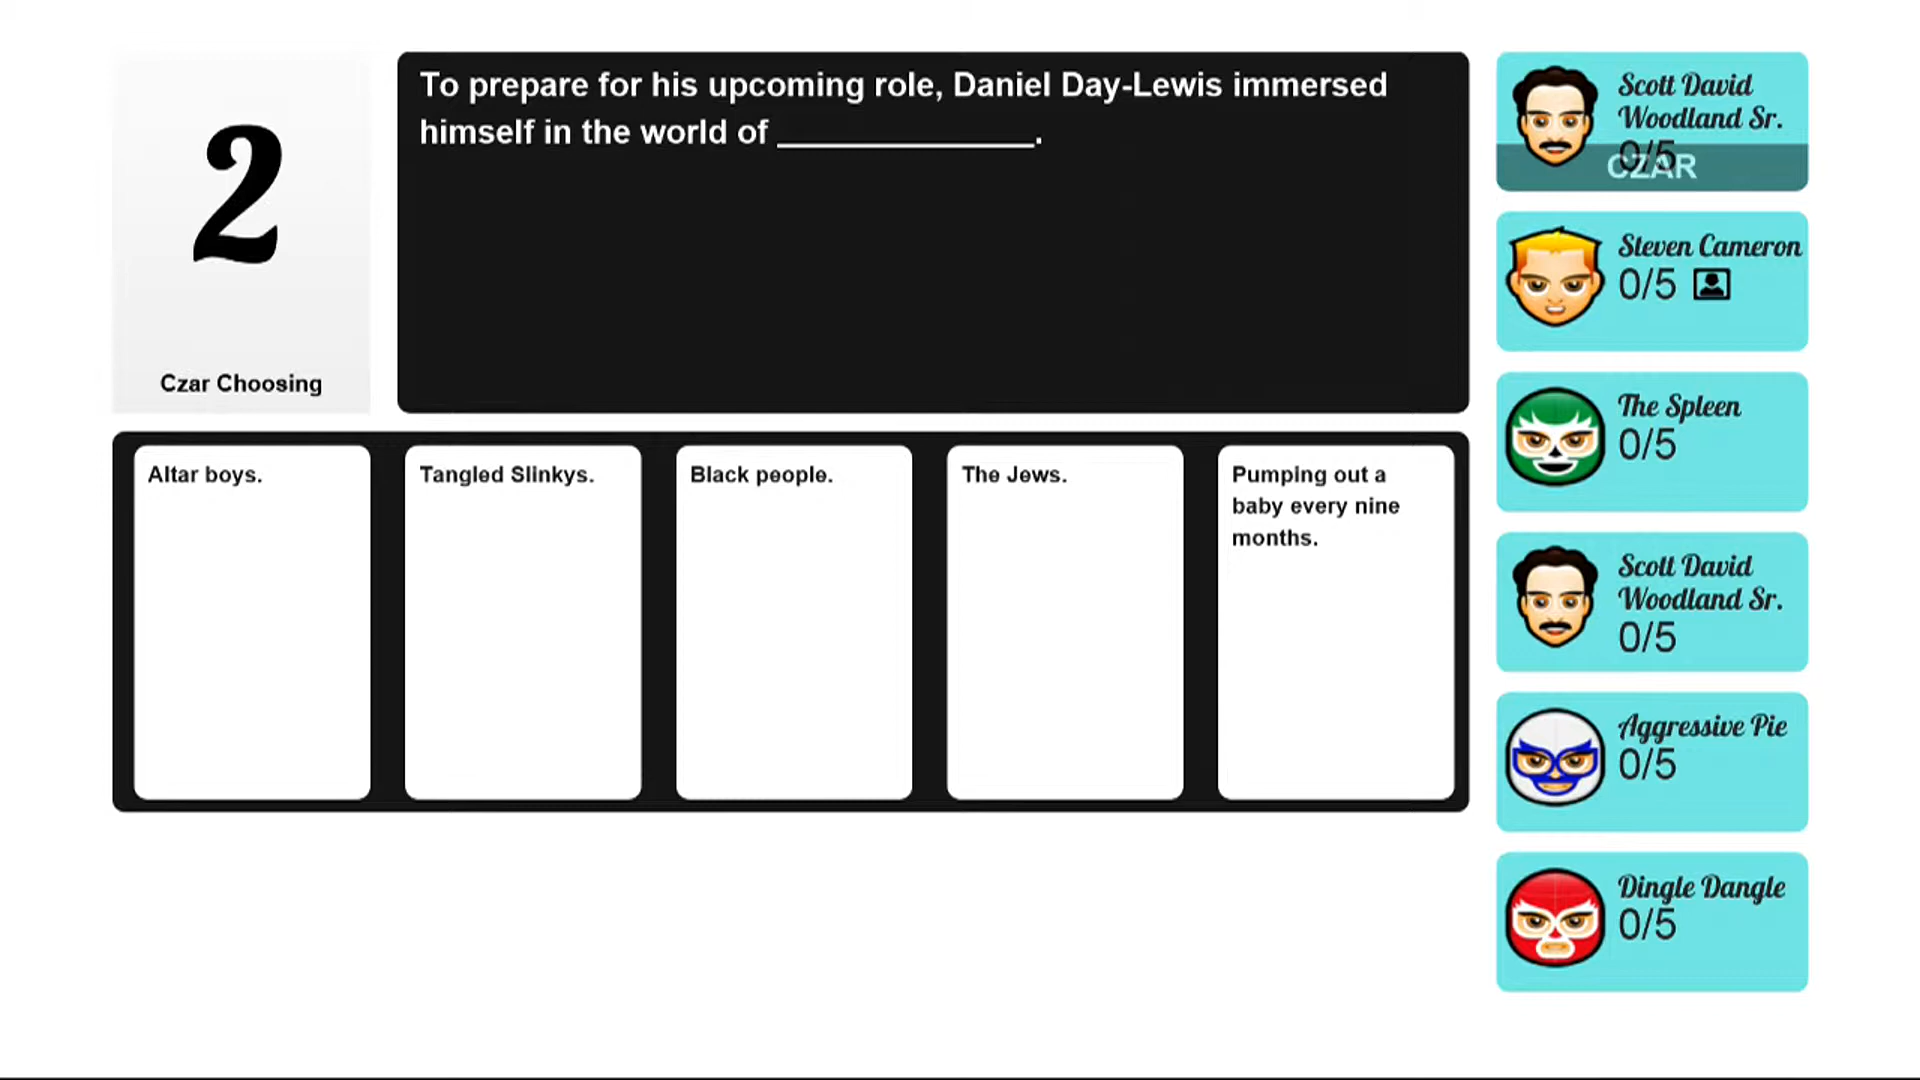 2
Czar Choosing
To prepare for his upcoming role, Daniel Day-Lewis immersed
himself in the world of ______________.
Altar boys.
Tangled Slinkys.
Black people.
The Jews.
Pumping out a
baby every nine
months.
Scott David
Woodland Sr.
0/5
CZAR
Steven Cameron
0/5
The Spleen
0/5
Scott David
Woodland Sr.
0/5
Aggressive Pie
0/5
Dingle Dangle
0/5